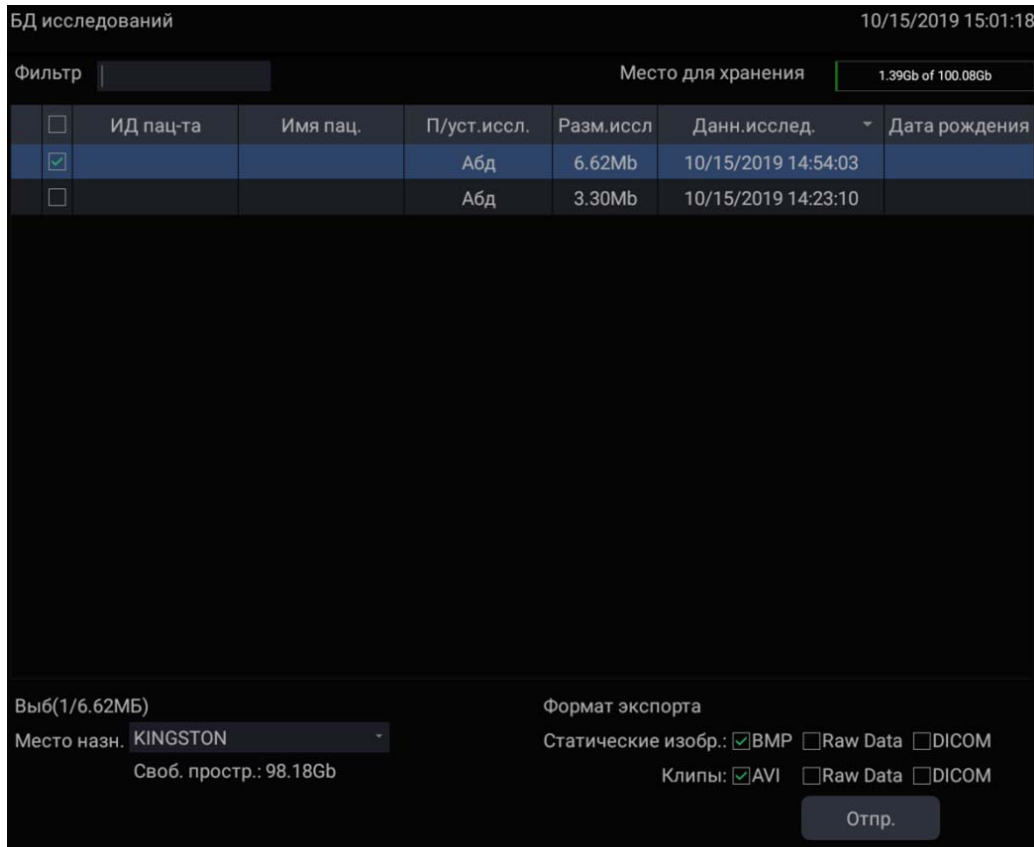 БД исследований 10/15/2019 15:01:18
Фильтр Место для хранения 1.39Gb of 100.08Gb
ИД пац-та Имя пац. П/уст.иссл. Разм.иссл Данн.исслед. Дата рождения
Абд 6.62Mb 10/15/2019 14:54:03
Абд 3.30Mb 10/15/2019 14:23:10
Выб(1/6.62МБ) Формат экспорта
Место назн. KINGSTON Статические изобр.: BMP Raw Data DICOM
Своб. простр.: 98.18Gb Клипы: AVI Raw Data DICOM
Отпр.